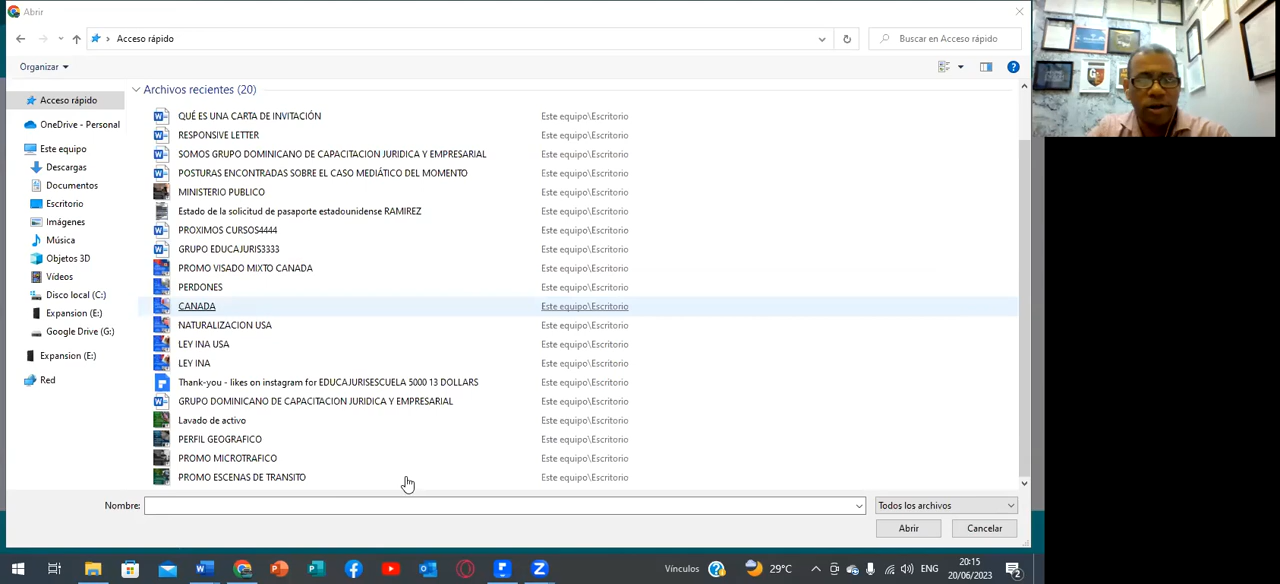 Abrir
Acceso rápido
Buscar en Acceso rápido
Organizar
Acceso rápido
OneDrive - Personal
Este equipo
Descargas
Documentos
Escritorio
Imágenes
Música
Objetos 3D
Vídeos
Disco local (C:)
Expansion (E:)
Google Drive (G:)
Expansion (E:)
Red
Archivos recientes (20)
QUÉ ES UNA CARTA DE INVITACIÓN Este equipo\Escritorio
RESPONSIVE LETTER Este equipo\Escritorio
SOMOS GRUPO DOMINICANO DE CAPACITACION JURIDICA Y EMPRESARIAL Este equipo\Escritorio
POSTURAS ENCONTRADAS SOBRE EL CASO MEDIÁTICO DEL MOMENTO Este equipo\Escritorio
MINISTERIO PUBLICO Este equipo\Escritorio
Estado de la solicitud de pasaporte estadounidense RAMIREZ Este equipo\Escritorio
PROXIMOS CURSOS4444 Este equipo\Escritorio
GRUPO EDUCAJURIS3333 Este equipo\Escritorio
PROMO VISADO MIXTO CANADA Este equipo\Escritorio
PERDONES Este equipo\Escritorio
CANADA Este equipo\Escritorio
NATURALIZACION USA Este equipo\Escritorio
LEY INA USA Este equipo\Escritorio
LEY INA Este equipo\Escritorio
Thank-you - likes on instagram for EDUCAJURISESCUELA 5000 13 DOLLARS Este equipo\Escritorio
GRUPO DOMINICANO DE CAPACITACION JURIDICA Y EMPRESARIAL Este equipo\Escritorio
Lavado de activo Este equipo\Escritorio
PERFIL GEOGRAFICO Este equipo\Escritorio
PROMO MICROTRAFICO Este equipo\Escritorio
PROMO ESCENAS DE TRANSITO Este equipo\Escritorio
Nombre:
Todos los archivos
Abrir
Cancelar
Vínculos
29°C
ENG
20:15
20/06/2023
2